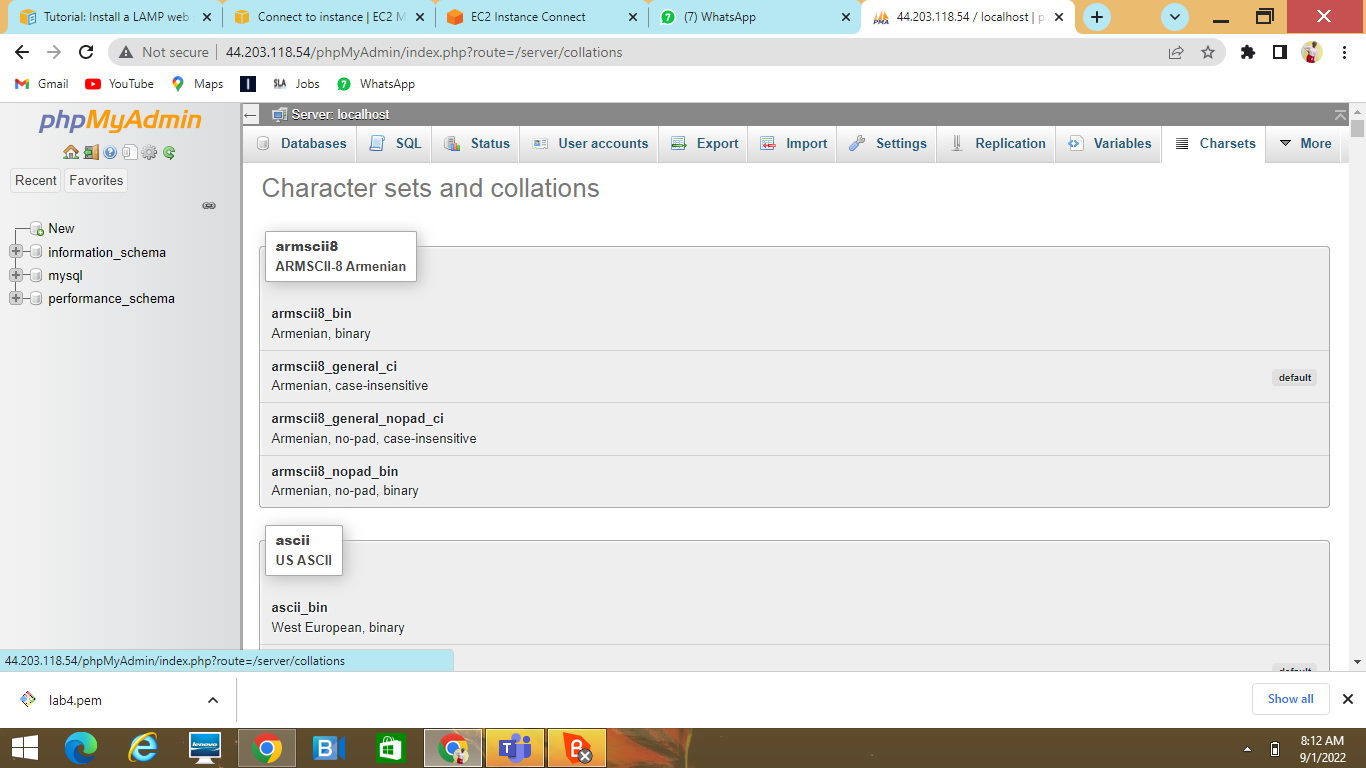 Tutorial: Install a LAMP web
Connect to instance | EC2 M
EC2 Instance Connect
(7) WhatsApp
PMA
44.203.118.54 / localhost | p
Not secure
44.203.118.54/phpMyAdmin/index.php?route=/server/collations
Gmail
YouTube
Maps
SLA
Jobs
7
WhatsApp
phpMyAdmin
Recent
Favorites
New
information_schema
mysql
performance_schema
Server: localhost
Databases
SQL
Status
User accounts
Export
Import
Settings
Replication
Variables
Charsets
More
Character sets and collations
armscii8
ARMSCII-8 Armenian
armscii8_bin
Armenian, binary
armscii8_general_ci
Armenian, case-insensitive
default
armscii8_general_nopad_ci
Armenian, no-pad, case-insensitive
armscii8_nopad_bin
Armenian, no-pad, binary
ascii
US ASCII
ascii_bin
West European, binary
default
44.203.118.54/phpMyAdmin/index.php?route=/server/collations
lab4.pem
Show all
lenovo
8:12 AM
9/1/2022